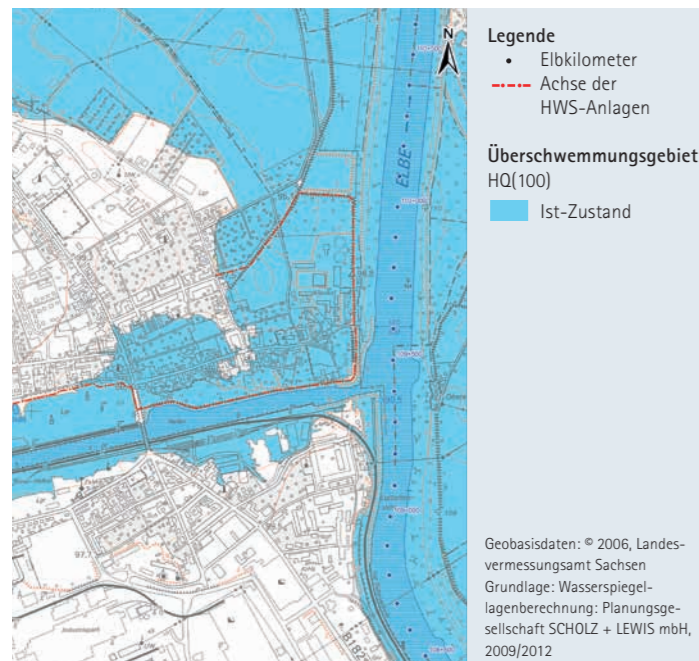 N
ELBE
Legende
Elbkilometer
Achse der
HWS-Anlagen
Überschwemmungsgebiet
HQ(100)
Ist-Zustand
Geobasisdaten: © 2006, Landes-
vermessungsamt Sachsen
Grundlage: Wasserspiegel-
lagenberechnung: Planungsge-
sellschaft SCHOLZ + LEWIS mbH,
2009/2012